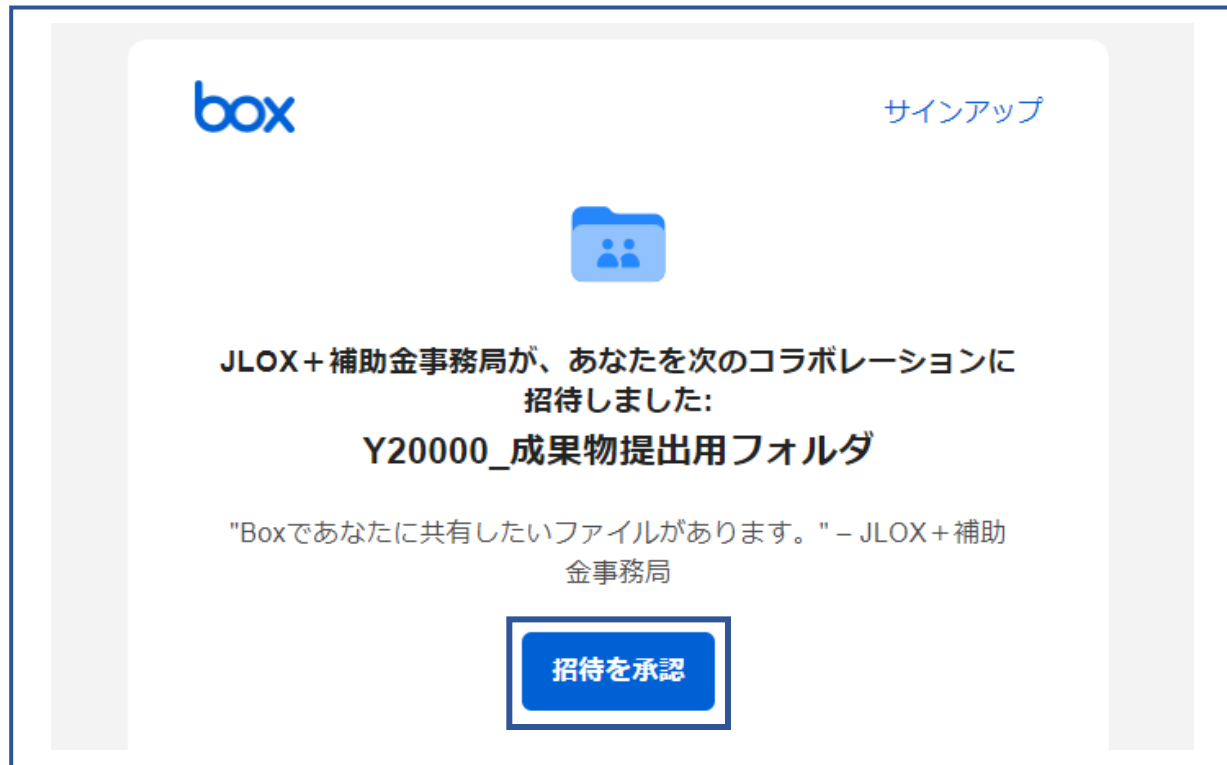 box
サインアップ
JLOX+補助金事務局が、あなたを次のコラボレーションに
招待しました:
Y20000_成果物提出用フォルダ
"Boxであなたに共有したいファイルがあります。" – JLOX+補助
金事務局
招待を承認